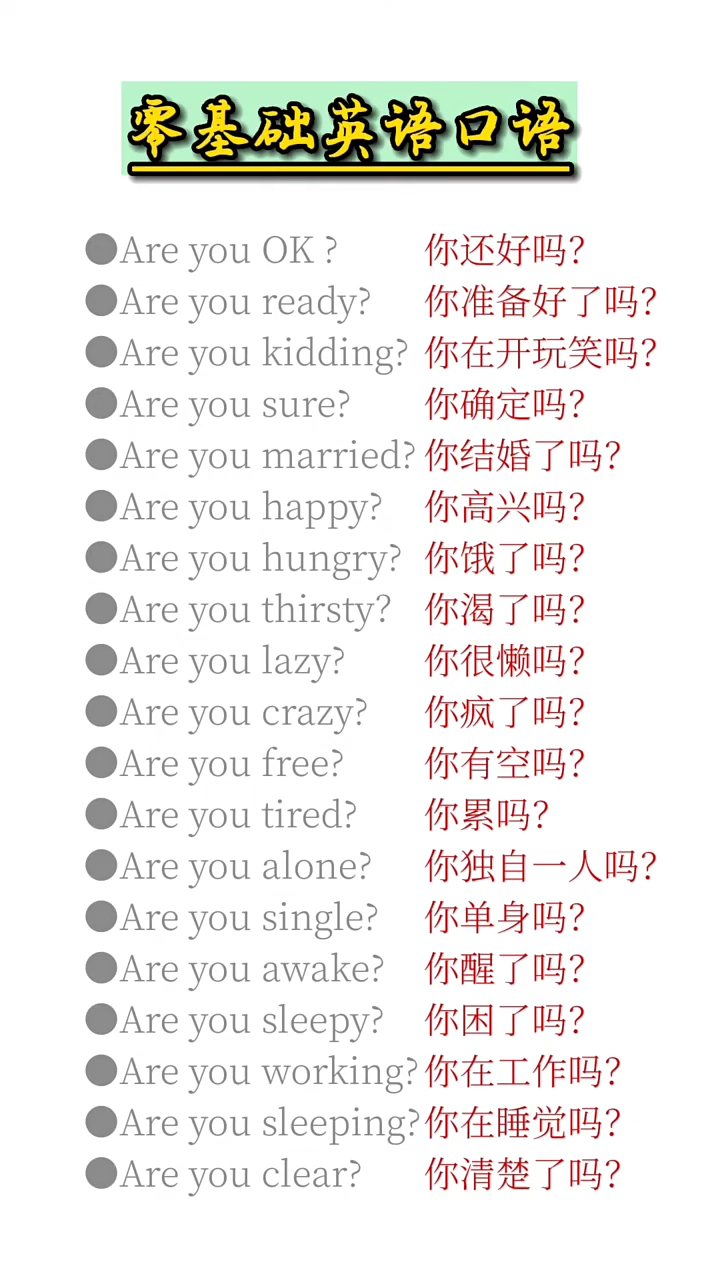 零基础英语口语
●Are you OK ? 你还好吗?
●Are you ready? 你准备好了吗?
●Are you kidding? 你在开玩笑吗?
●Are you sure? 你确定吗?
●Are you married? 你结婚了吗?
●Are you happy? 你高兴吗?
●Are you hungry? 你饿了吗?
●Are you thirsty? 你渴了吗?
●Are you lazy? 你很懒吗?
●Are you crazy? 你疯了吗?
●Are you free? 你有空吗?
●Are you tired? 你累吗?
●Are you alone? 你独自一人吗?
●Are you single? 你单身吗?
●Are you awake? 你醒了吗?
●Are you sleepy? 你困了吗?
●Are you working? 你在工作吗?
●Are you sleeping? 你在睡觉吗?
●Are you clear? 你清楚了吗?